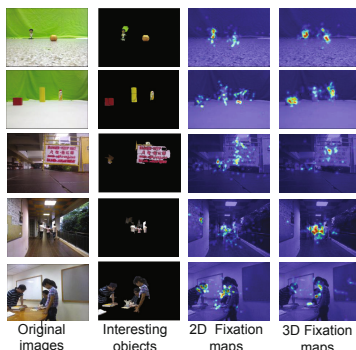 Original
images
Interesting
objects
2D Fixation
maps
3D Fixation
maps